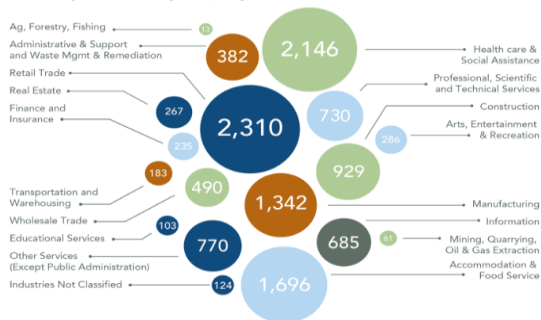 Ag, Forestry, Fishing
13
Administrative & Support
and Waste Mgmt & Remediation
382
Retail Trade
2,310
Real Estate
267
Finance and
Insurance
235
183
Transportation and
Warehousing
490
Wholesale Trade
Educational Services
103
Other Services
(Except Public Administration)
770
Industries Not Classified
124
2,146
Health care &
Social Assistance
730
Professional, Scientific
and Technical Services
Construction
929
286
Arts, Entertainment
& Recreation
1,342
Manufacturing
685
Information
61
Mining, Quarrying,
Oil & Gas Extraction
1,696
Accommodation &
Food Service